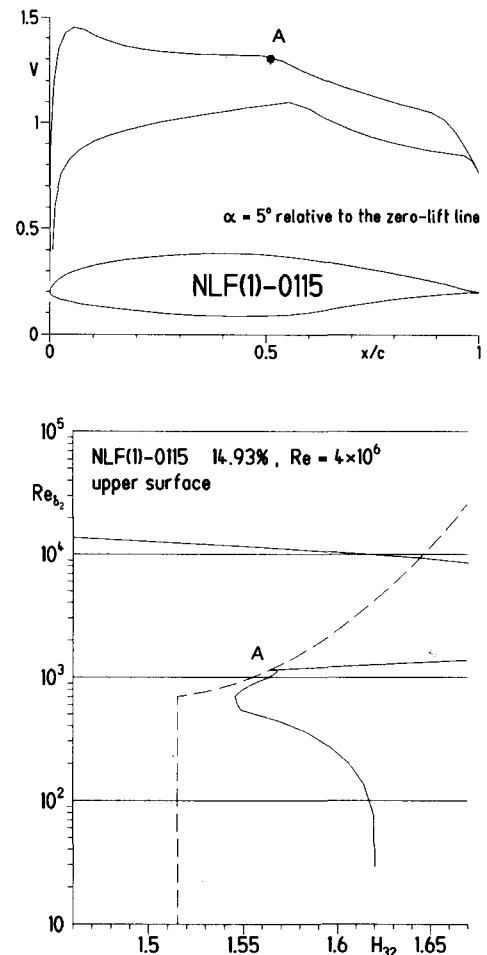 1.5
V
A
1
0.5
α = 5° relative to the zero-lift line
NLF(1)-0115
0
0
0.5
x/c
1
10⁵
NLF(1)-0115 14.93%, Re = 4×10⁶
Re_δ₂
upper surface
10⁴
A
10³
10²
10
1.5
1.55
1.6
H₃₂
1.65